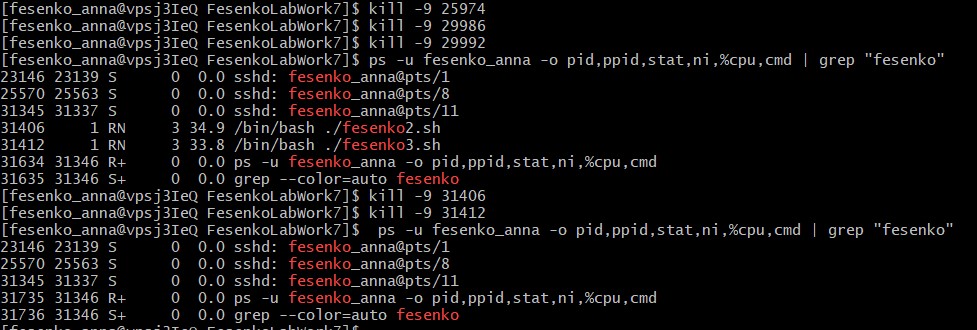 [fesenko_anna@vpsj3IeQ FesenkoLabWork7]$ kill -9 25974
[fesenko_anna@vpsj3IeQ FesenkoLabWork7]$ kill -9 29986
[fesenko_anna@vpsj3IeQ FesenkoLabWork7]$ kill -9 29992
[fesenko_anna@vpsj3IeQ FesenkoLabWork7]$ ps -u fesenko_anna -o pid,ppid,stat,ni,%cpu,cmd | grep "fesenko"
23146 23139 S      0  0.0 sshd: fesenko_anna@pts/1
25570 25563 S      0  0.0 sshd: fesenko_anna@pts/8
31345 31337 S      0  0.0 sshd: fesenko_anna@pts/11
31406     1 RN     3 34.9 /bin/bash ./fesenko2.sh
31412     1 RN     3 33.8 /bin/bash ./fesenko3.sh
31634 31346 R+     0  0.0 ps -u fesenko_anna -o pid,ppid,stat,ni,%cpu,cmd
31635 31346 S+     0  0.0 grep --color=auto fesenko
[fesenko_anna@vpsj3IeQ FesenkoLabWork7]$ kill -9 31406
[fesenko_anna@vpsj3IeQ FesenkoLabWork7]$ kill -9 31412
[fesenko_anna@vpsj3IeQ FesenkoLabWork7]$  ps -u fesenko_anna -o pid,ppid,stat,ni,%cpu,cmd | grep "fesenko"
23146 23139 S      0  0.0 sshd: fesenko_anna@pts/1
25570 25563 S      0  0.0 sshd: fesenko_anna@pts/8
31345 31337 S      0  0.0 sshd: fesenko_anna@pts/11
31735 31346 R+     0  0.0 ps -u fesenko_anna -o pid,ppid,stat,ni,%cpu,cmd
31736 31346 S+     0  0.0 grep --color=auto fesenko